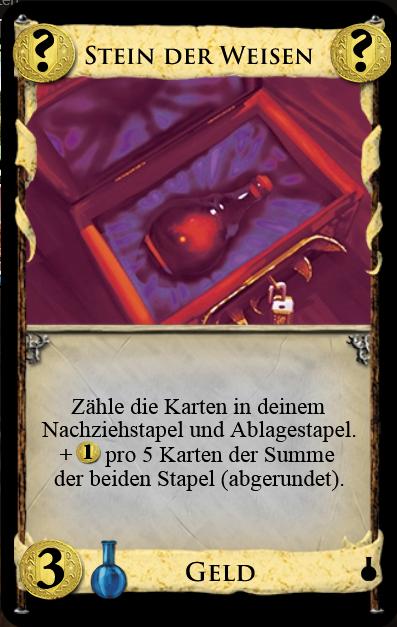 ? STEIN DER WEISEN ?
Zähle die Karten in deinem
Nachziehstapel und Ablagestapel.
+ 1 pro 5 Karten der Summe
der beiden Stapel (abgerundet).
3 GELD